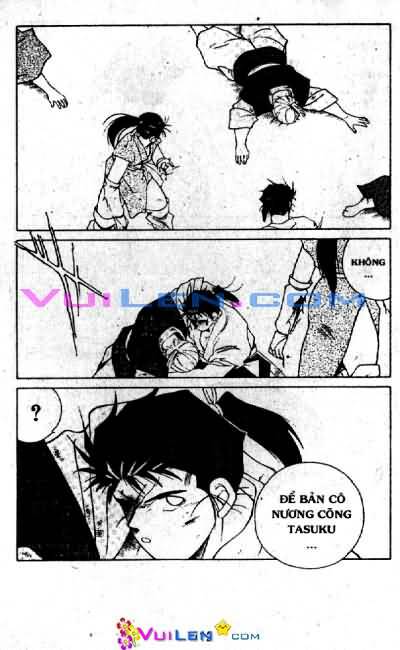 KHÔNG
...
VUILEN.COM
?
ĐỂ BẢN CÔ
NƯƠNG CÕNG
TASUKU
...
VUILEN.COM